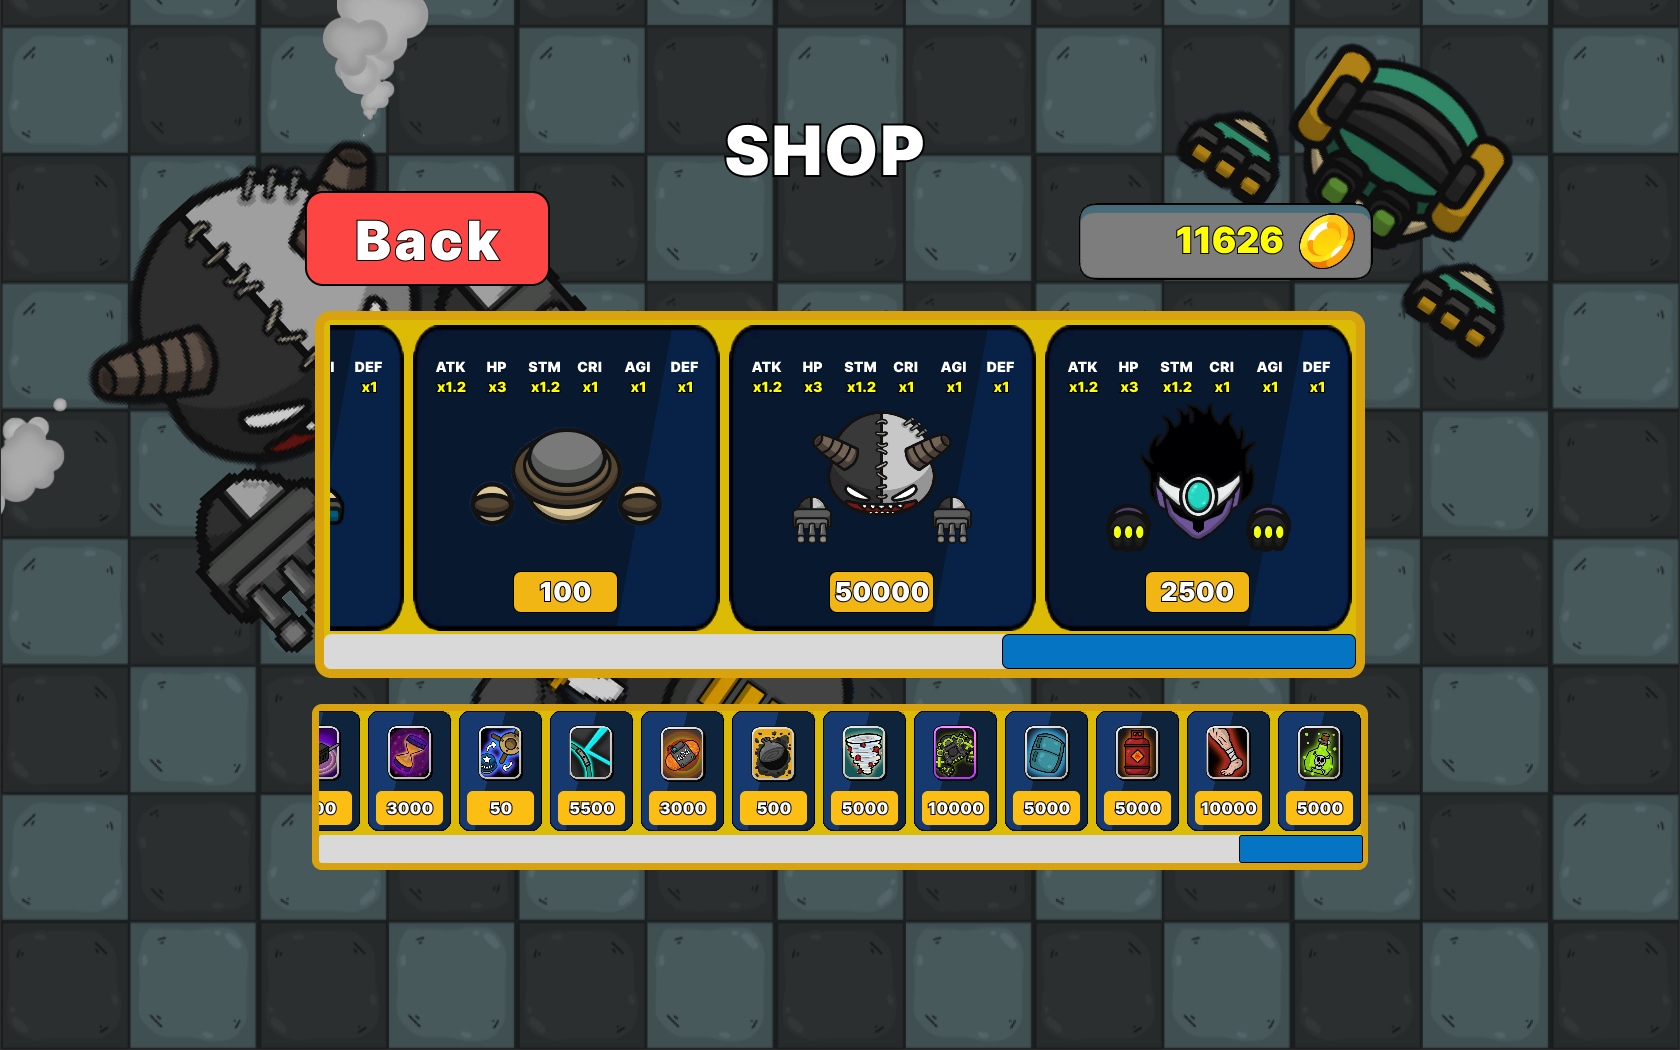 SHOP
Back
11626
DEF
x1
ATK HP STM CRI AGI DEF
x1.2 x3 x1.2 x1 x1 x1
100
ATK HP STM CRI AGI DEF
x1.2 x3 x1.2 x1 x1 x1
50000
ATK HP STM CRI AGI DEF
x1.2 x3 x1.2 x1 x1 x1
2500
3000 50 5500 3000 500 5000 10000 5000 5000 10000 5000